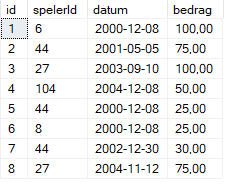 id spelerId datum bedrag
1 6 2000-12-08 100,00
2 44 2001-05-05 75,00
3 27 2003-09-10 100,00
4 104 2004-12-08 50,00
5 44 2000-12-08 25,00
6 8 2000-12-08 25,00
7 44 2002-12-30 30,00
8 27 2004-11-12 75,00